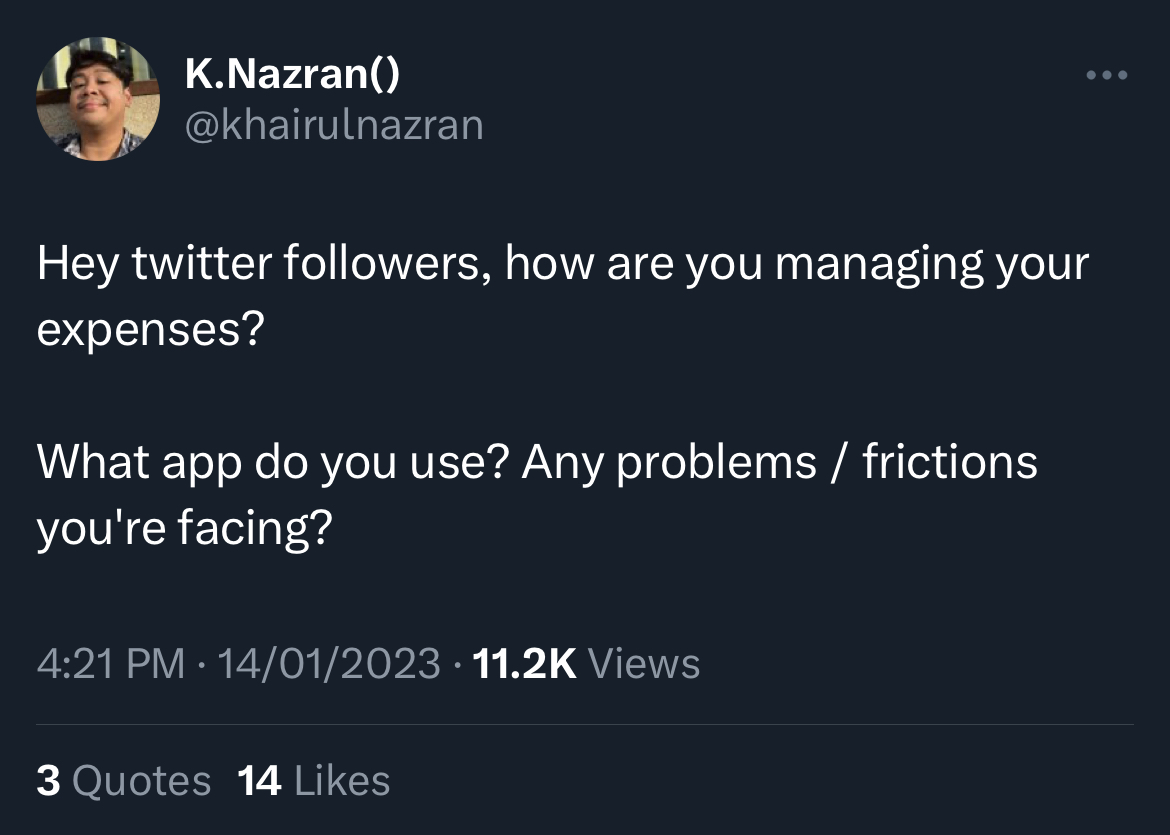 K.Nazran()
@khairulnazran
Hey twitter followers, how are you managing your
expenses?
What app do you use? Any problems / frictions
you're facing?
4:21 PM · 14/01/2023 · 11.2K Views
3 Quotes 14 Likes